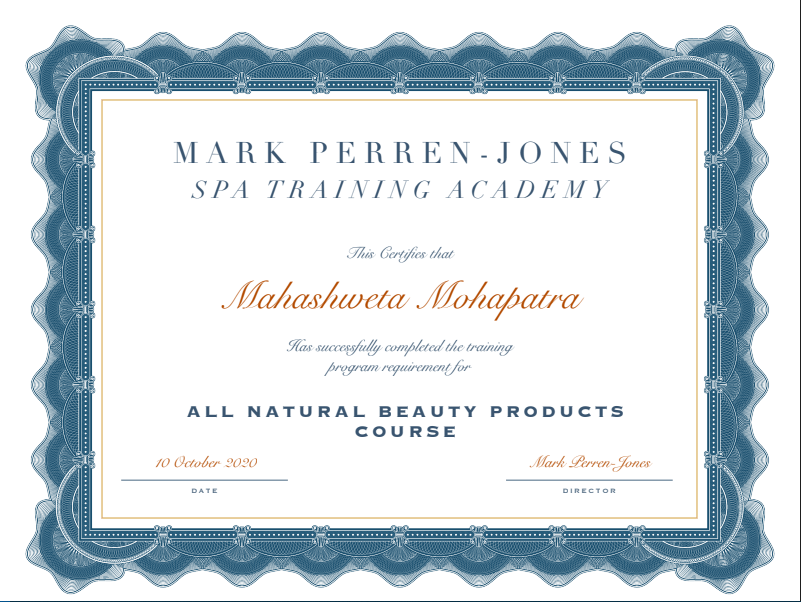 MARK PERREN-JONES
SPA TRAINING ACADEMY
This Certifies that
Mahashweta Mohapatra
Has successfully completed the training
program requirement for
ALL NATURAL BEAUTY PRODUCTS
COURSE
10 October 2020
Mark Perren-Jones
DATE
DIRECTOR